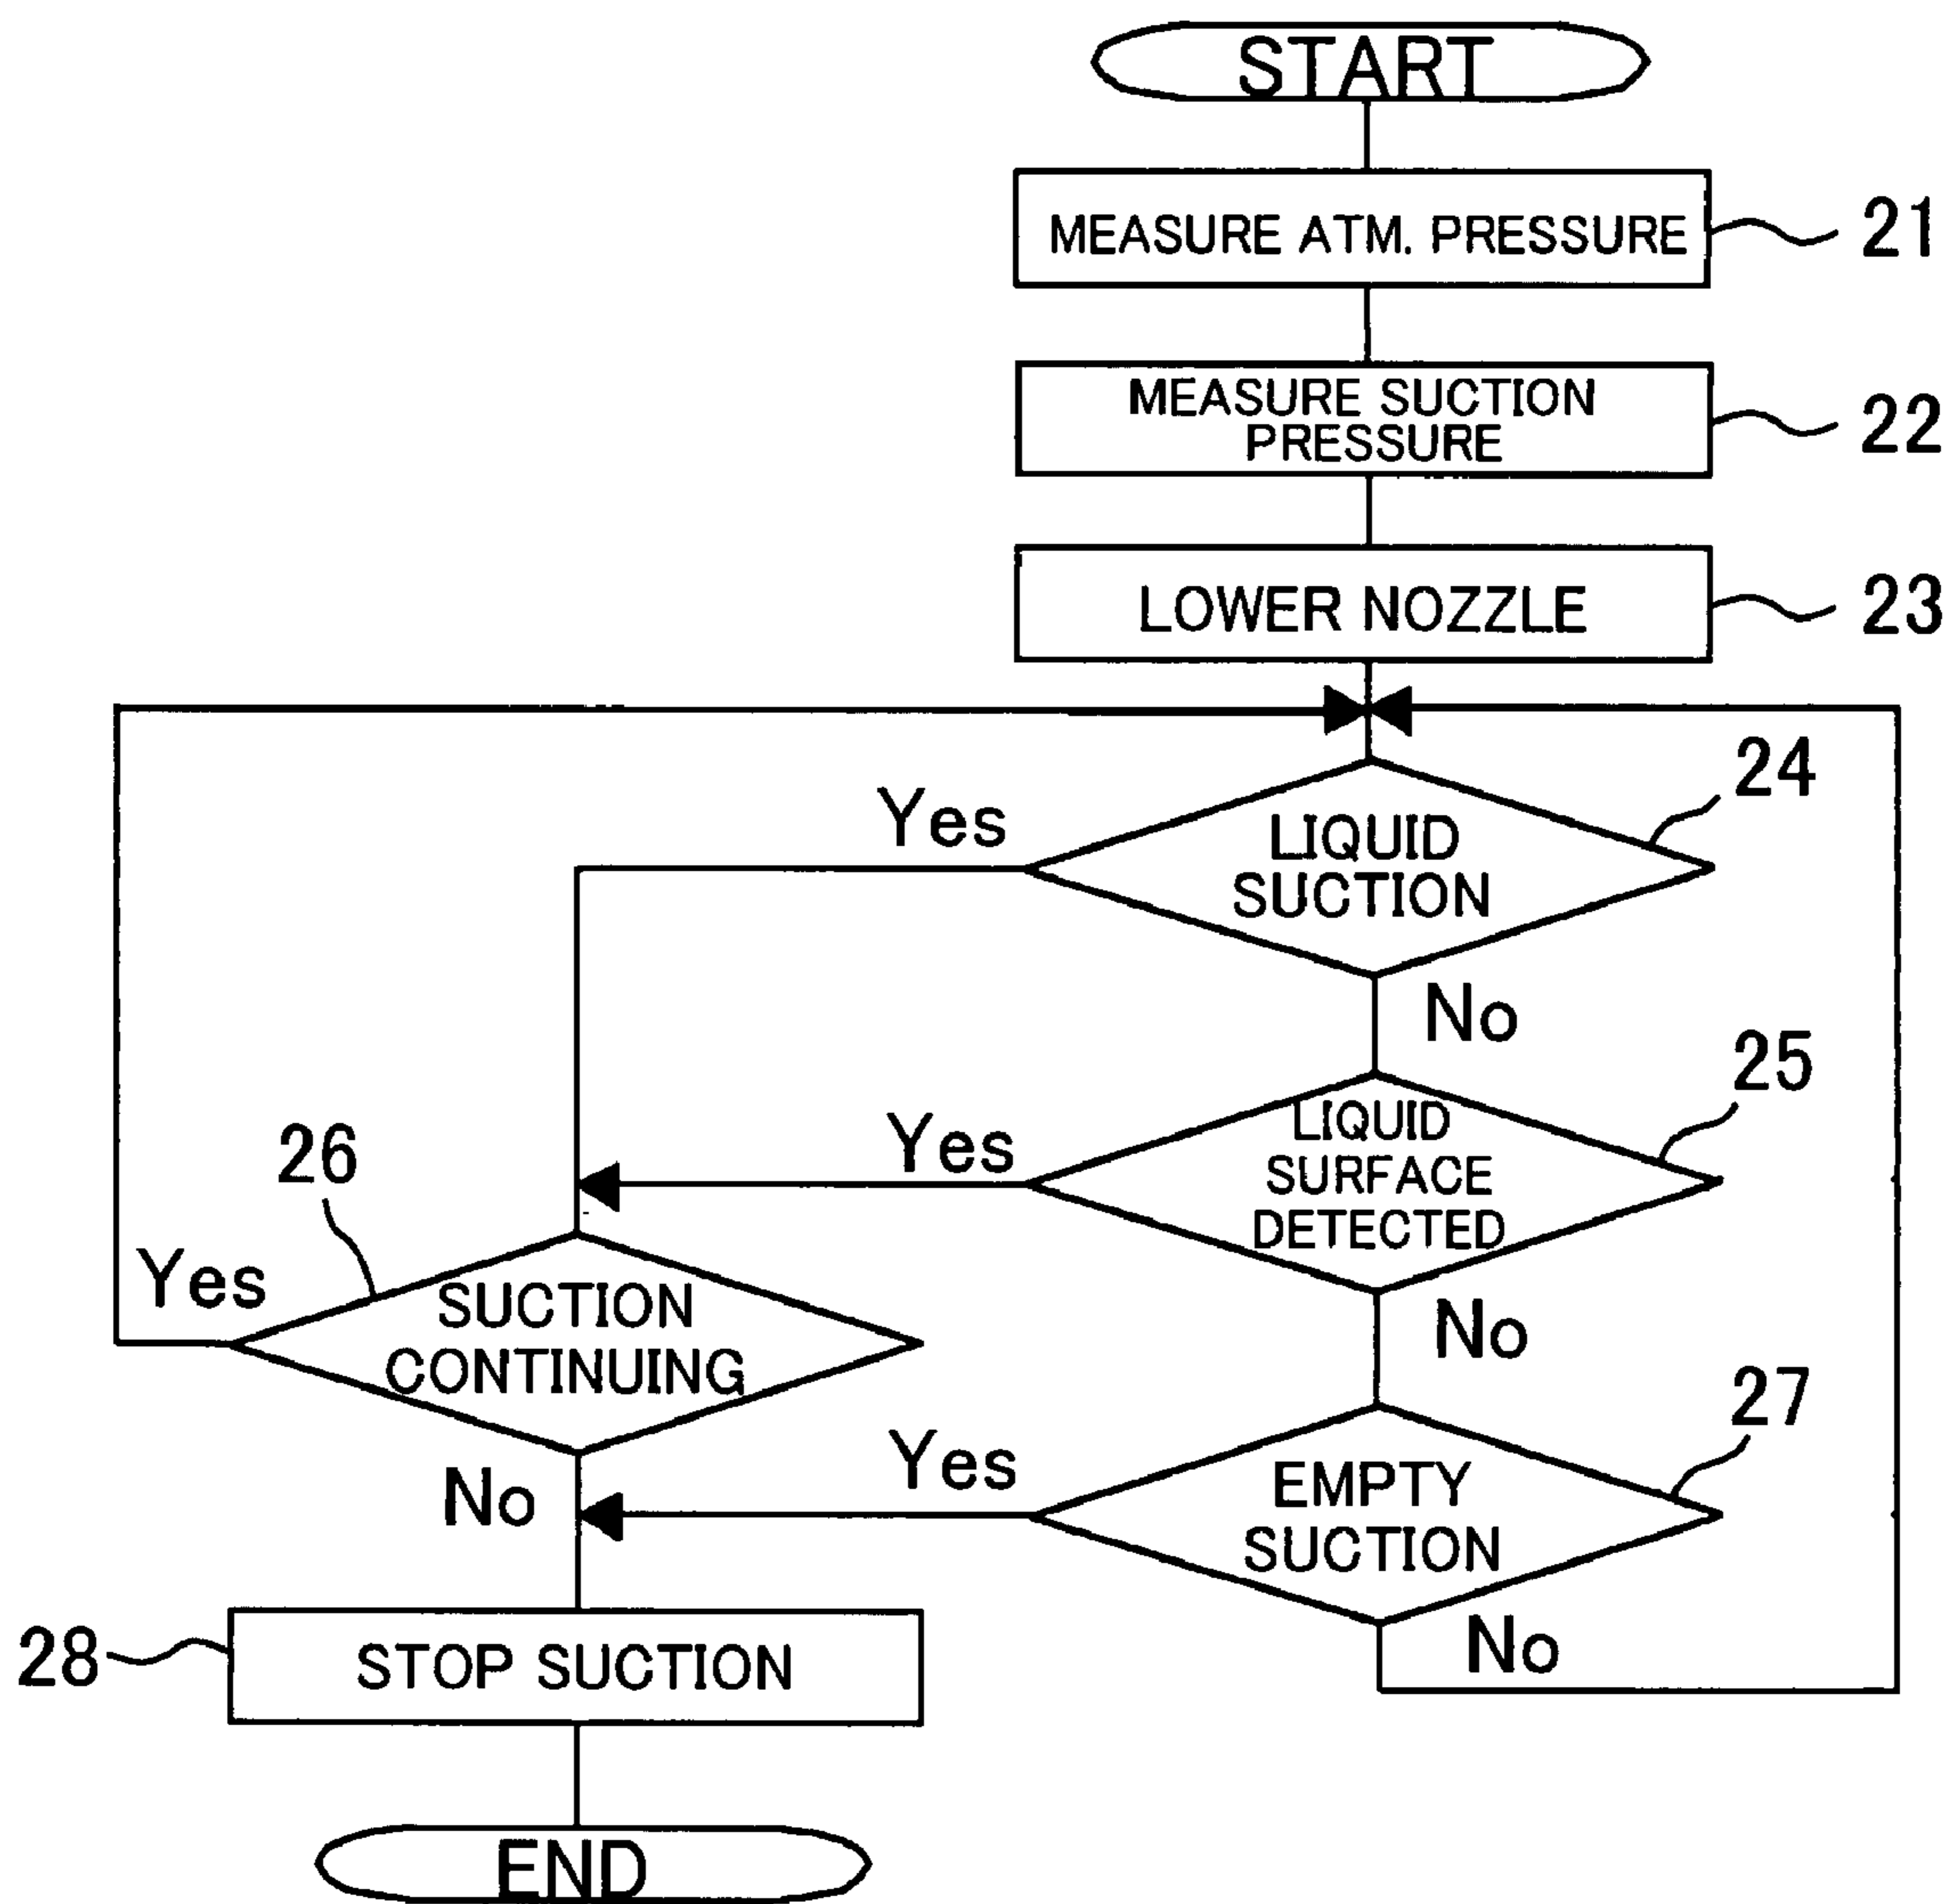 START
MEASURE ATM. PRESSURE
21
MEASURE SUCTION
PRESSURE
22
LOWER NOZZLE
23
24
Yes
LIQUID
SUCTION
No
25
Yes
LIQUID
SURFACE
DETECTED
26
Yes
SUCTION
CONTINUING
No
27
No
Yes
EMPTY
SUCTION
28
STOP SUCTION
No
END